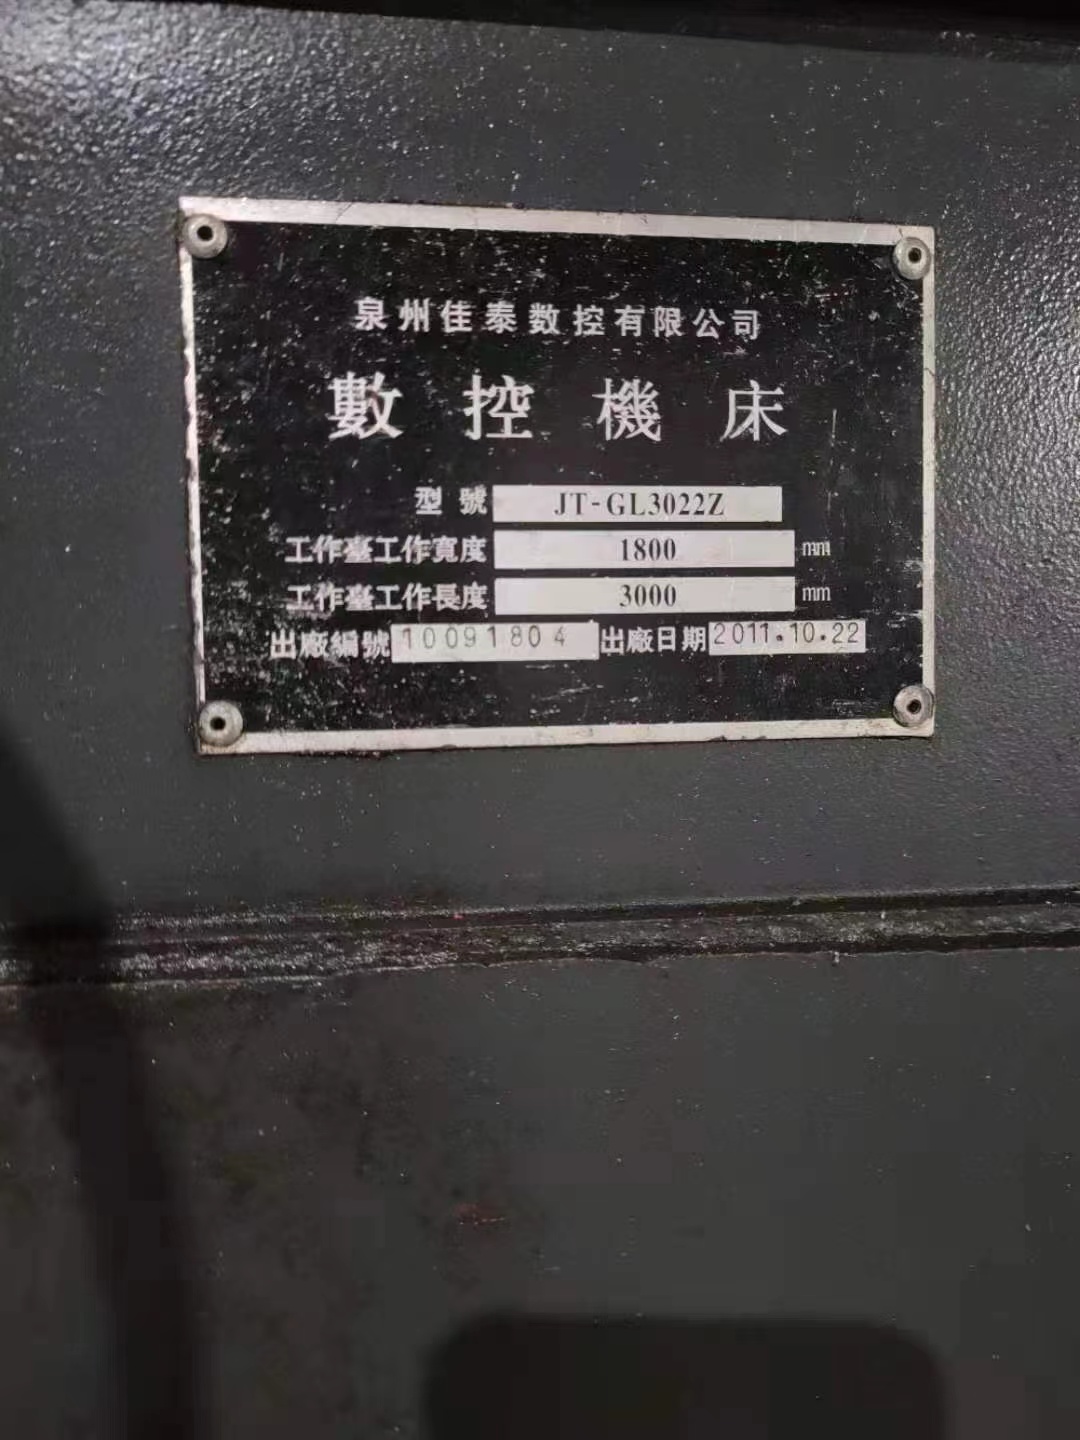 泉州佳泰数控有限公司
數控機床
型號 JT-GL3022Z
工作臺工作寬度 1800 mm
工作臺工作長度 3000 mm
出廠編號 10091804 出廠日期 2011.10.22